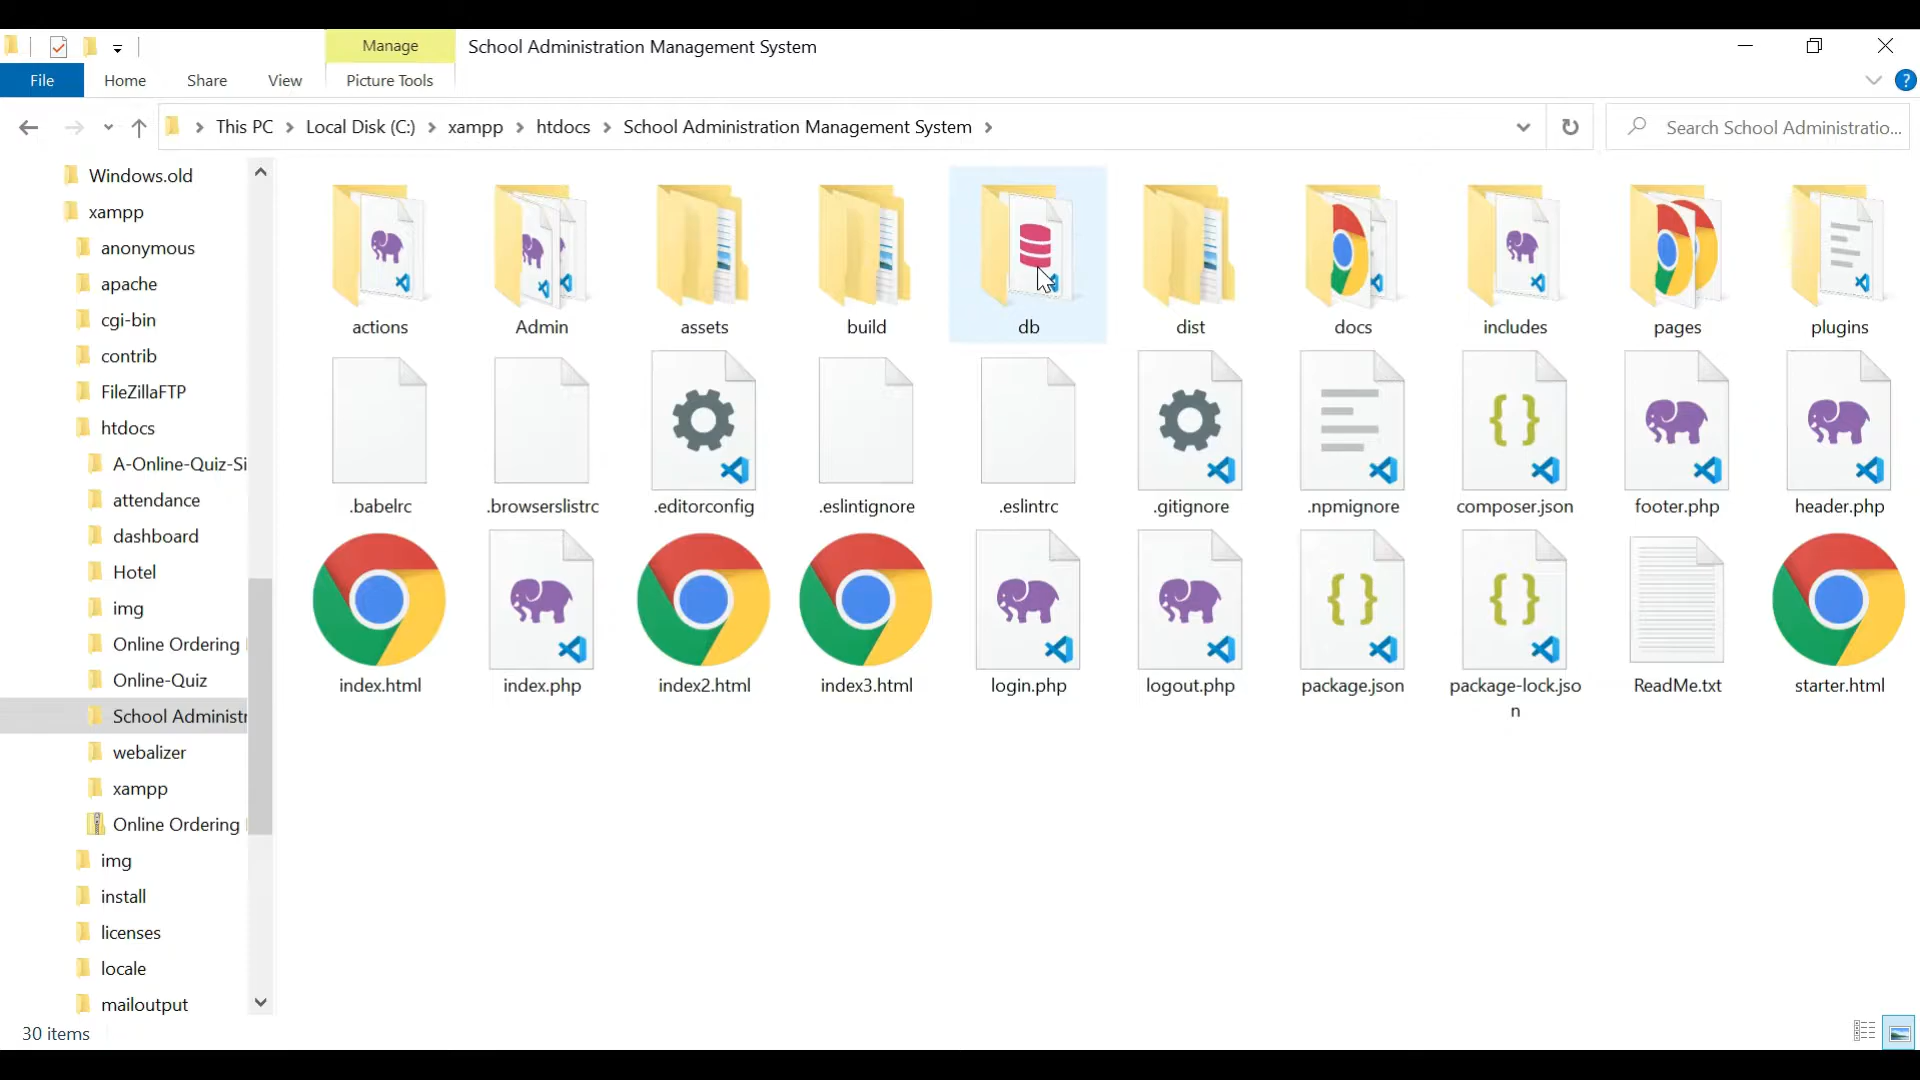 Manage
School Administration Management System
File
Home
Share
View
Picture Tools
?
This PC
Local Disk (C:)
xampp
htdocs
School Administration Management System
Search School Administratio...
Windows.old
xampp
anonymous
apache
cgi-bin
contrib
FileZillaFTP
htdocs
A-Online-Quiz-Si
attendance
dashboard
Hotel
img
Online Ordering
Online-Quiz
School Administr
webalizer
xampp
Online Ordering
img
install
licenses
locale
mailoutput
actions
Admin
assets
build
db
dist
docs
includes
pages
plugins
.babelrc
.browserslistrc
.editorconfig
.eslintignore
.eslintrc
.gitignore
.npmignore
composer.json
footer.php
header.php
index.html
index.php
index2.html
index3.html
login.php
logout.php
package.json
package-lock.jso
n
ReadMe.txt
starter.html
30 items